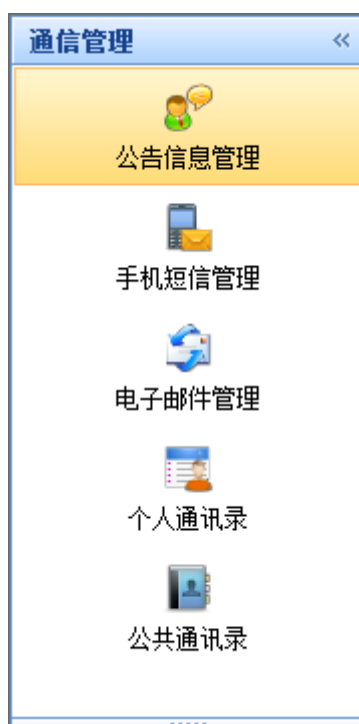 通信管理
公告信息管理
手机短信管理
电子邮件管理
个人通讯录
公共通讯录